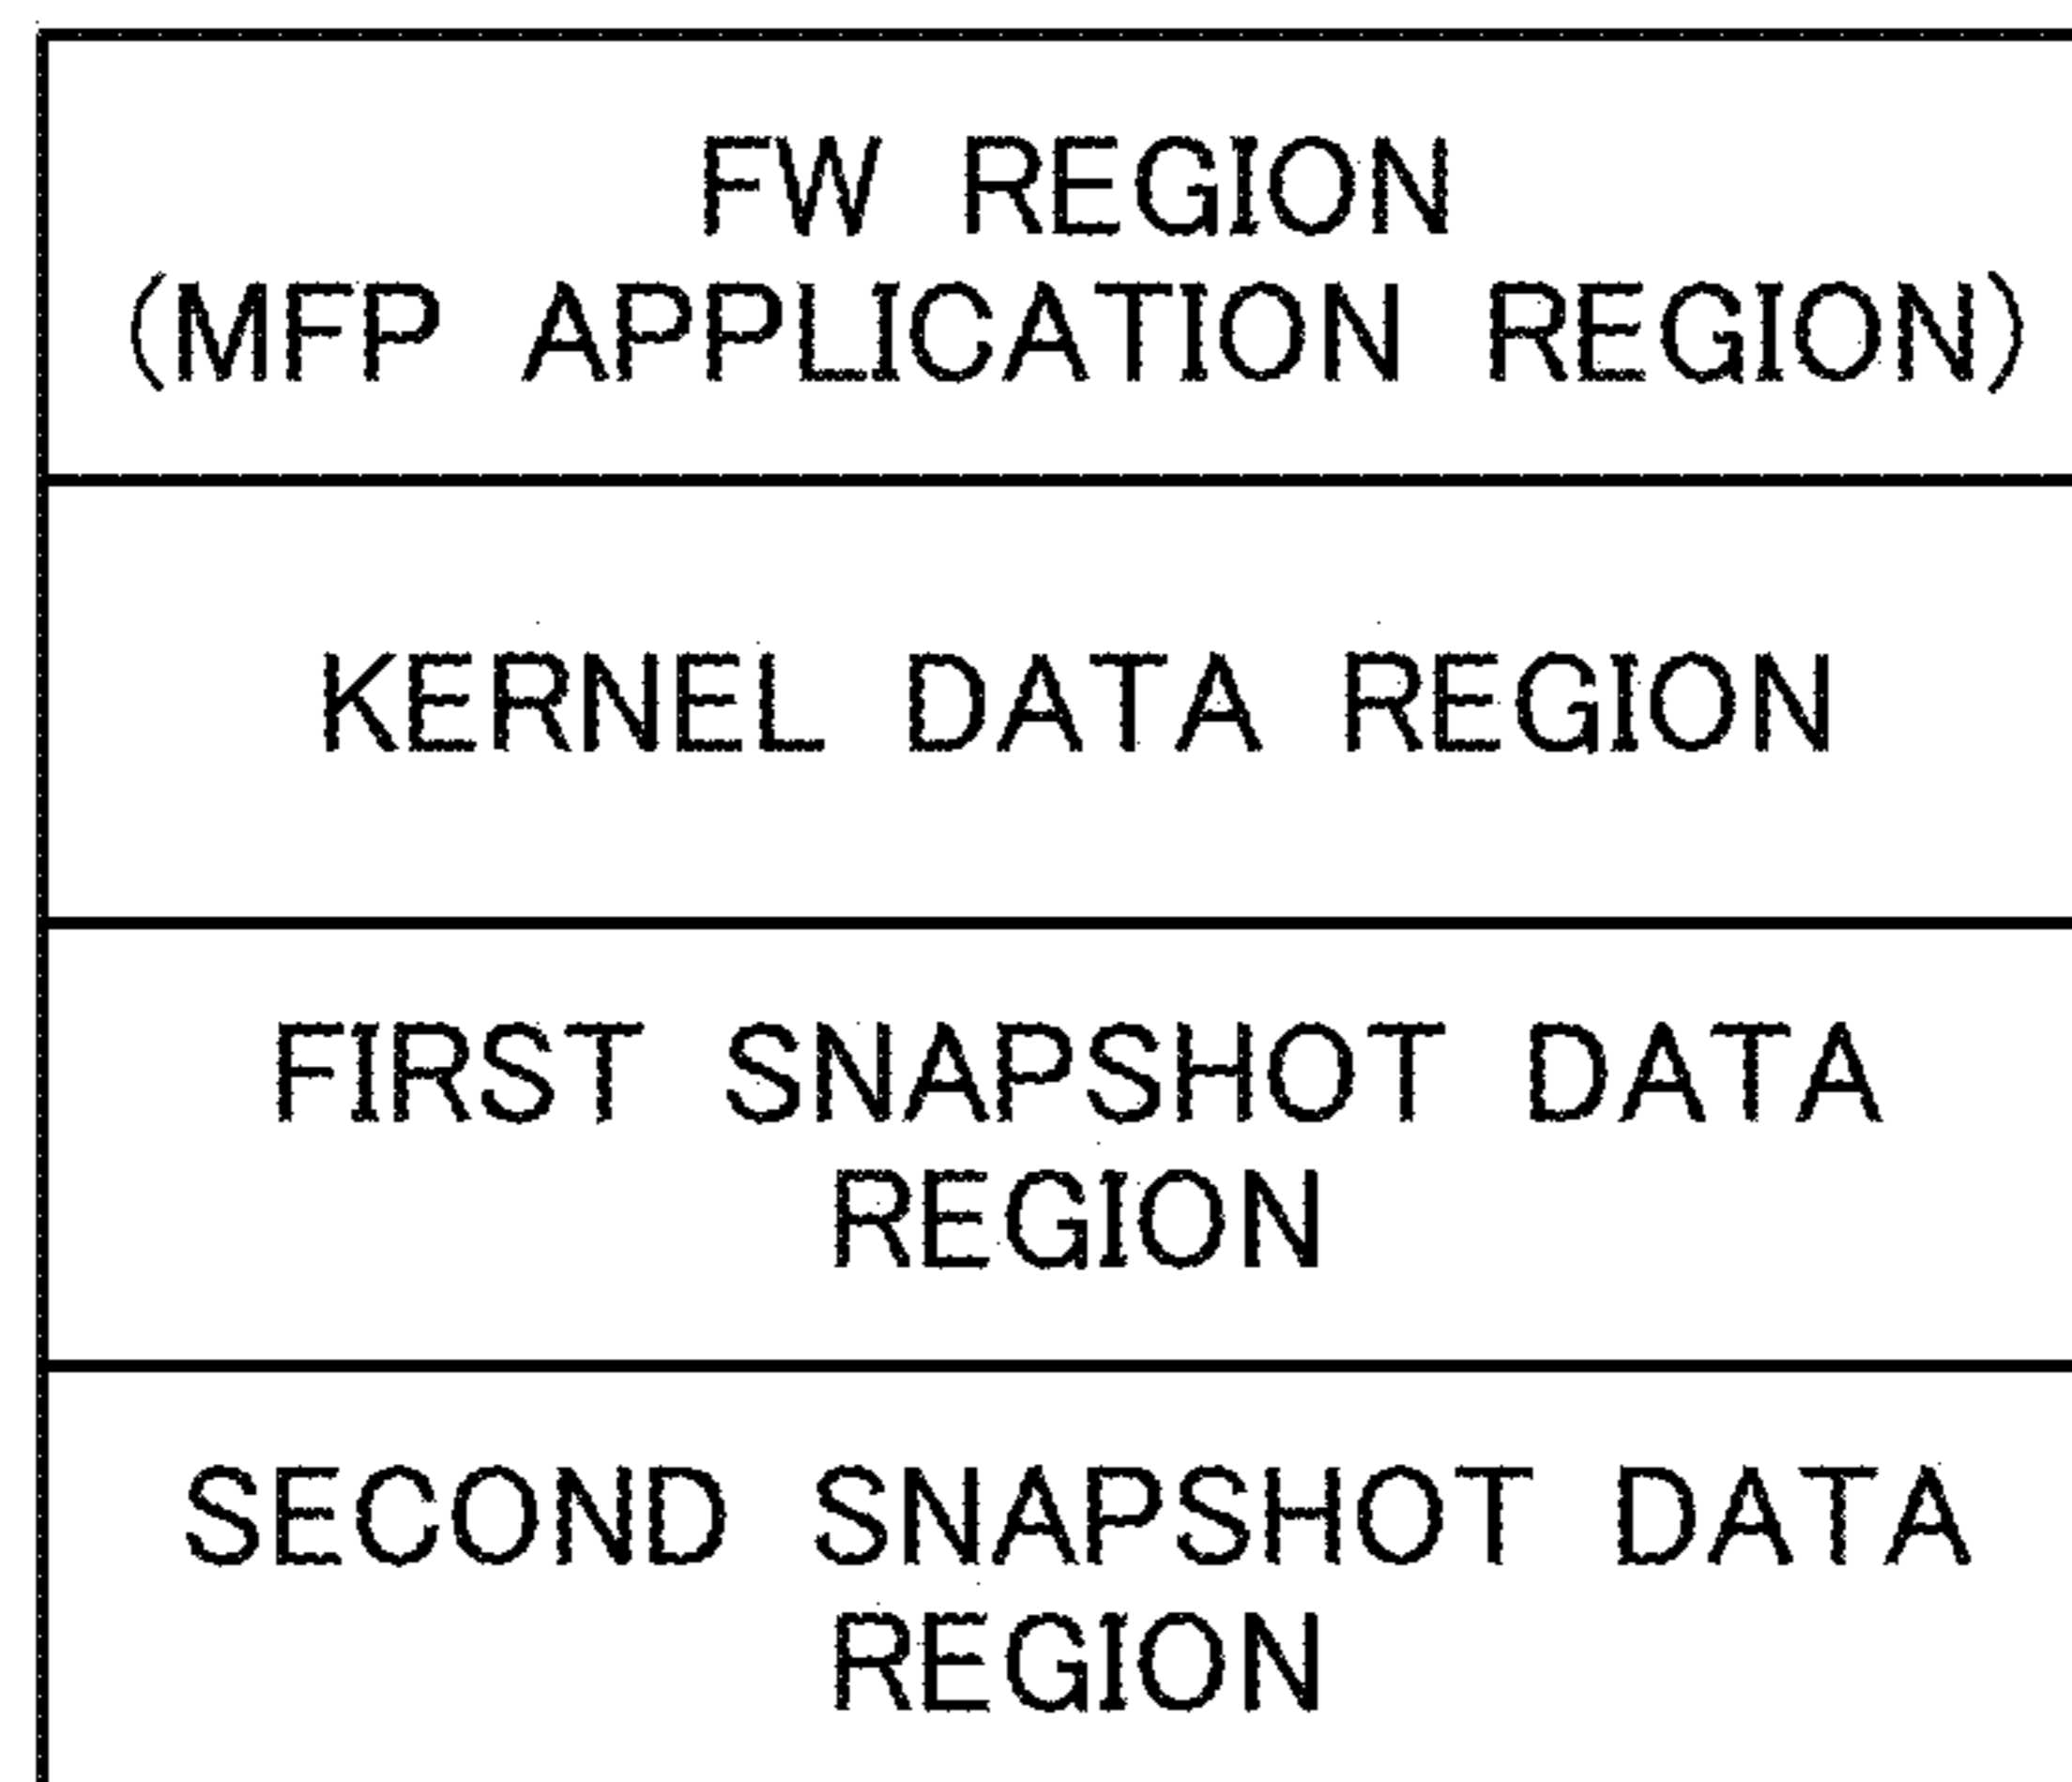 FW REGION
(MFP APPLICATION REGION)
KERNEL DATA REGION
FIRST SNAPSHOT DATA
REGION
SECOND SNAPSHOT DATA
REGION